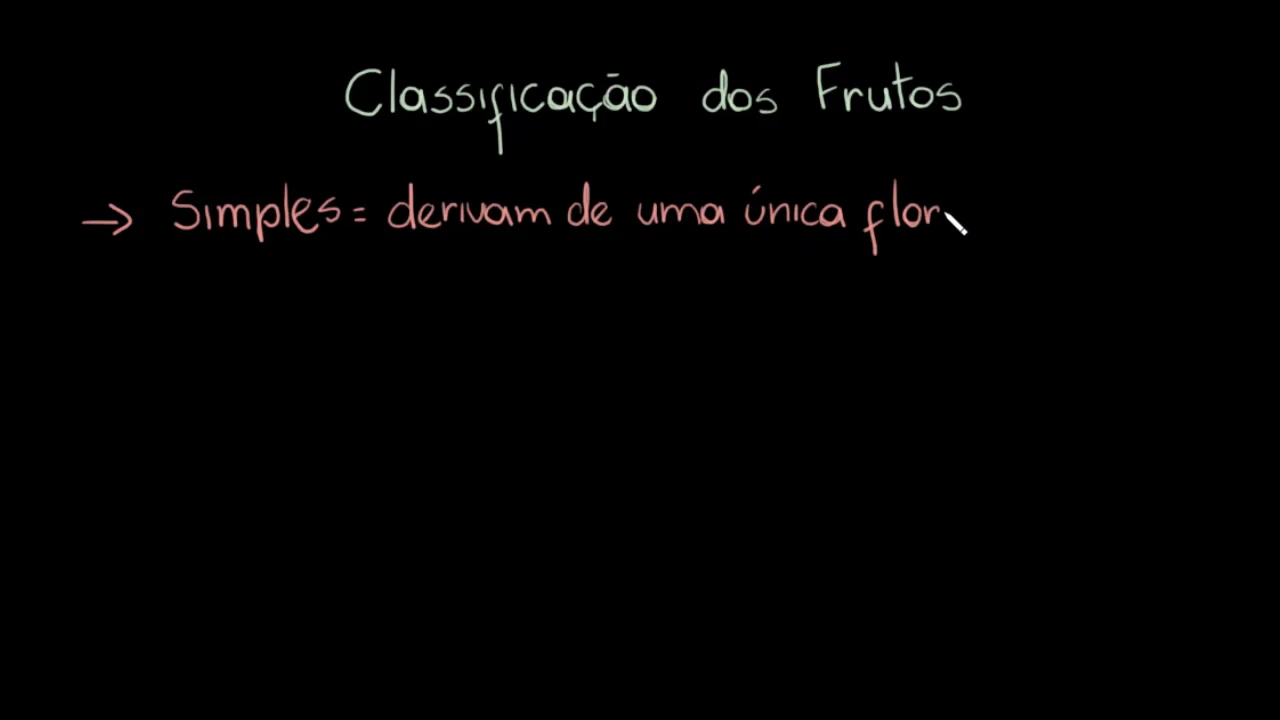 Classificação dos Frutos
→ Simples = derivam de uma única flor